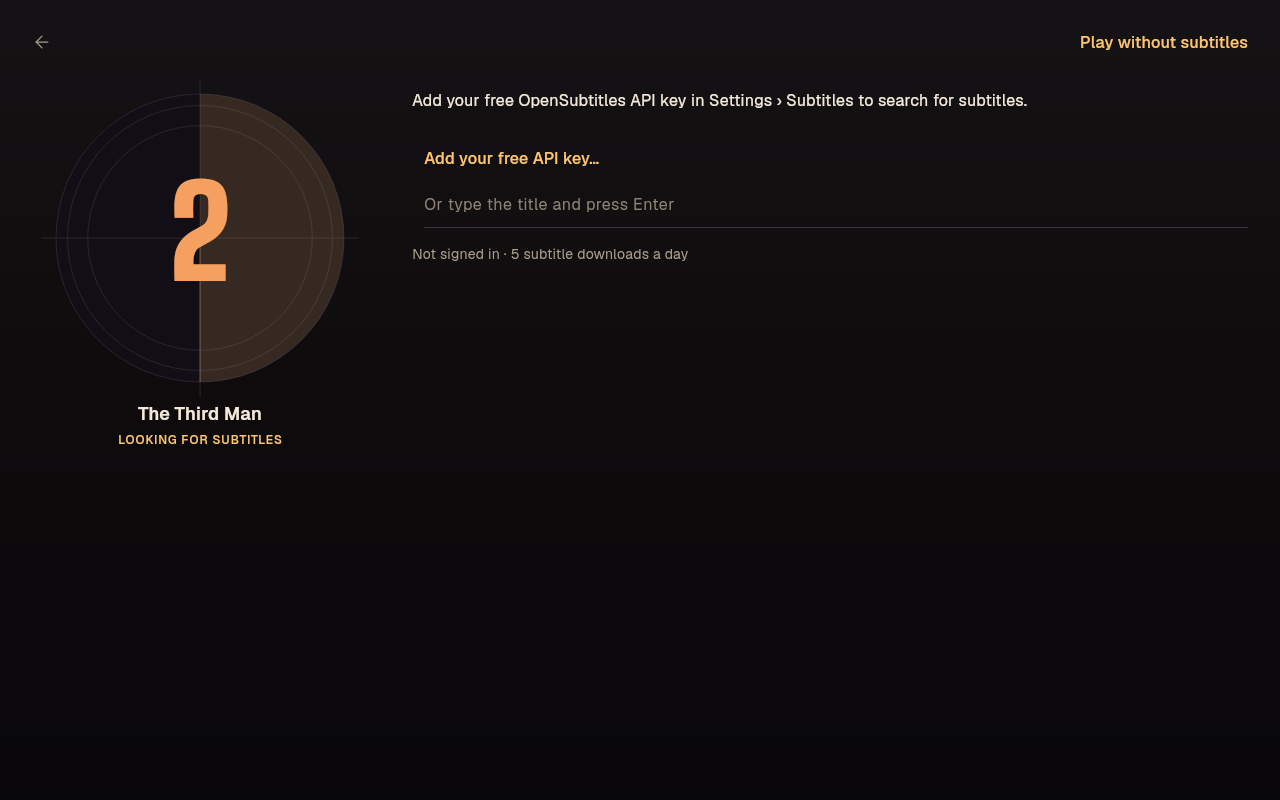 Play without subtitles
Add your free OpenSubtitles API key in Settings › Subtitles to search for subtitles.
Add your free API key…
Or type the title and press Enter
Not signed in · 5 subtitle downloads a day
2
The Third Man
LOOKING FOR SUBTITLES